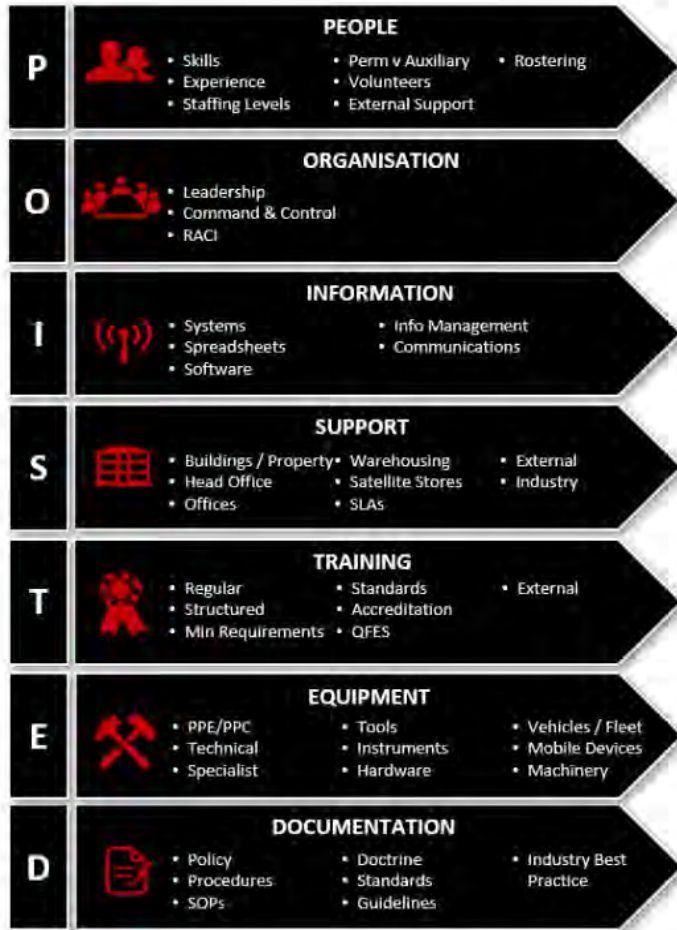 P
PEOPLE
• Skills
• Experience
• Staffing Levels
• Perm v Auxiliary
• Volunteers
• External Support
• Rostering
O
ORGANISATION
• Leadership
• Command & Control
• RACI
I
INFORMATION
• Systems
• Spreadsheets
• Software
• Info Management
• Communications
S
SUPPORT
• Buildings / Property
• Head Office
• Offices
• Warehousing
• Satellite Stores
• SLAs
• External
• Industry
T
TRAINING
• Regular
• Structured
• Min Requirements
• Standards
• Accreditation
• QFES
• External
E
EQUIPMENT
• PPE/PPC
• Technical
• Specialist
• Tools
• Instruments
• Hardware
• Vehicles / Fleet
• Mobile Devices
• Machinery
D
DOCUMENTATION
• Policy
• Procedures
• SOPs
• Doctrine
• Standards
• Guidelines
• Industry Best
Practice